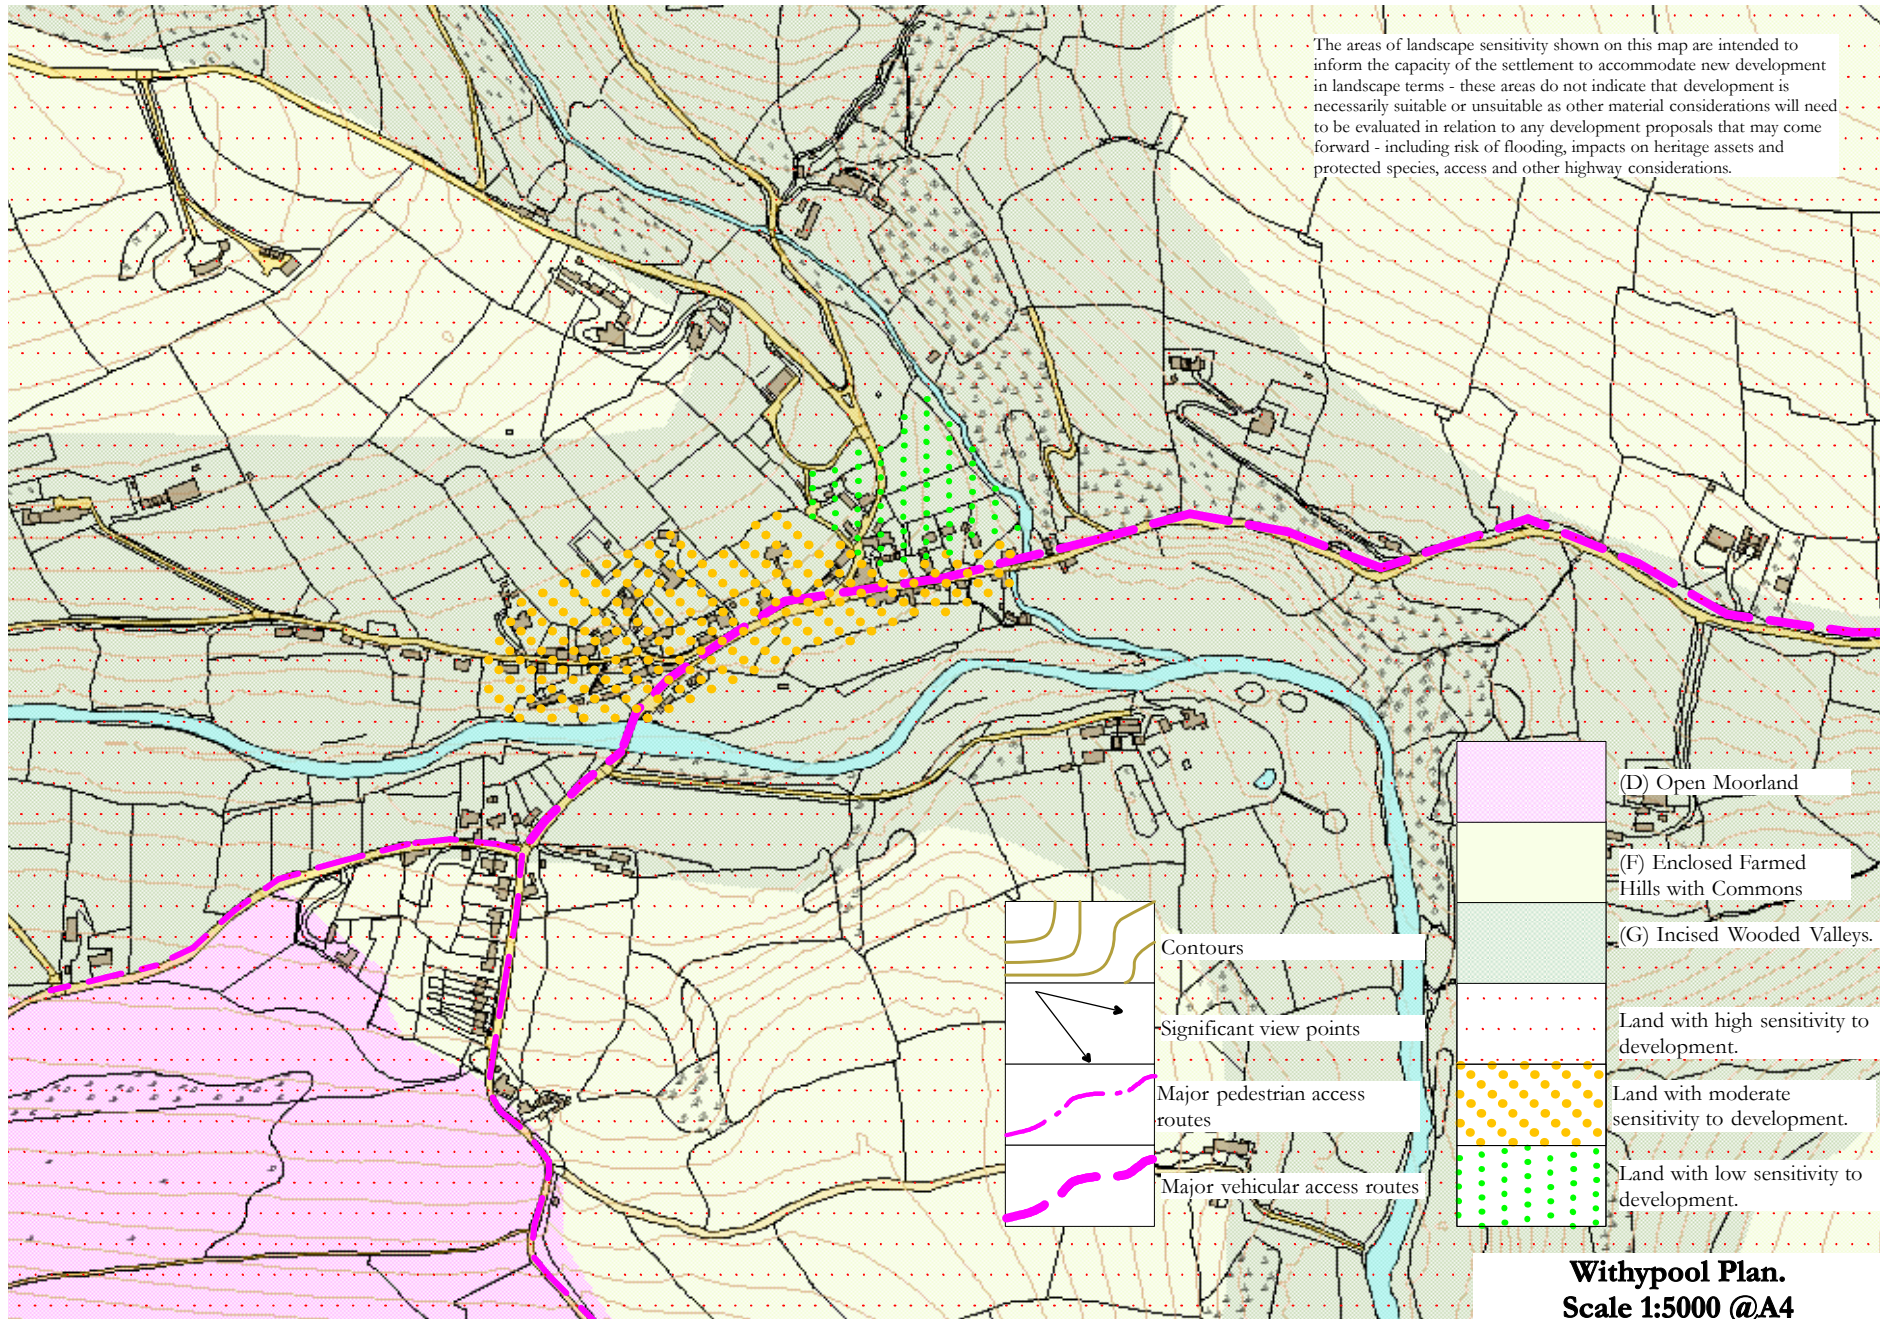 The areas of landscape sensitivity shown on this map are intended to
inform the capacity of the settlement to accommodate new development
in landscape terms - these areas do not indicate that development is
necessarily suitable or unsuitable as other material considerations will need
to be evaluated in relation to any development proposals that may come
forward - including risk of flooding, impacts on heritage assets and
protected species, access and other highway considerations.
Contours
Significant view points
Major pedestrian access
routes
Major vehicular access routes
(D) Open Moorland
(F) Enclosed Farmed
Hills with Commons
(G) Incised Wooded Valleys.
Land with high sensitivity to
development.
Land with moderate
sensitivity to development.
Land with low sensitivity to
development.
Withypool Plan.
Scale 1:5000 @A4